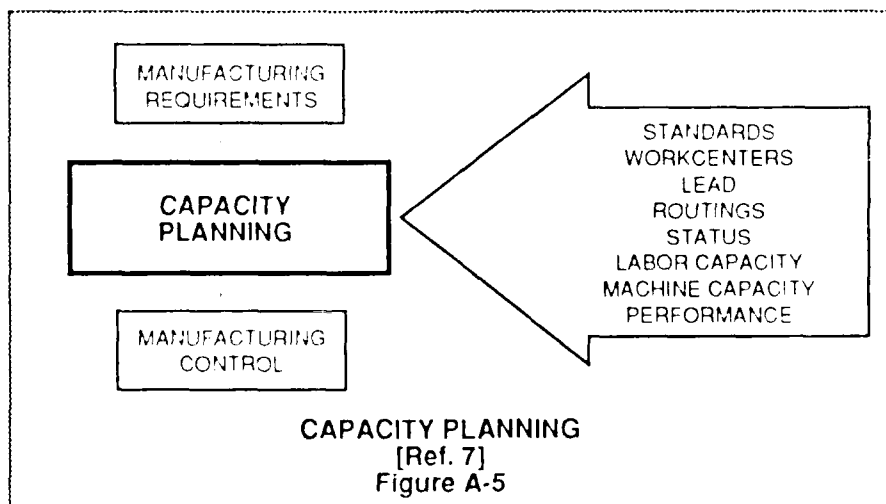 MANUFACTURING
REQUIREMENTS
CAPACITY
PLANNING
MANUFACTURING
CONTROL
STANDARDS
WORKCENTERS
LEAD
ROUTINGS
STATUS
LABOR CAPACITY
MACHINE CAPACITY
PERFORMANCE
CAPACITY PLANNING
[Ref. 7]
Figure A-5